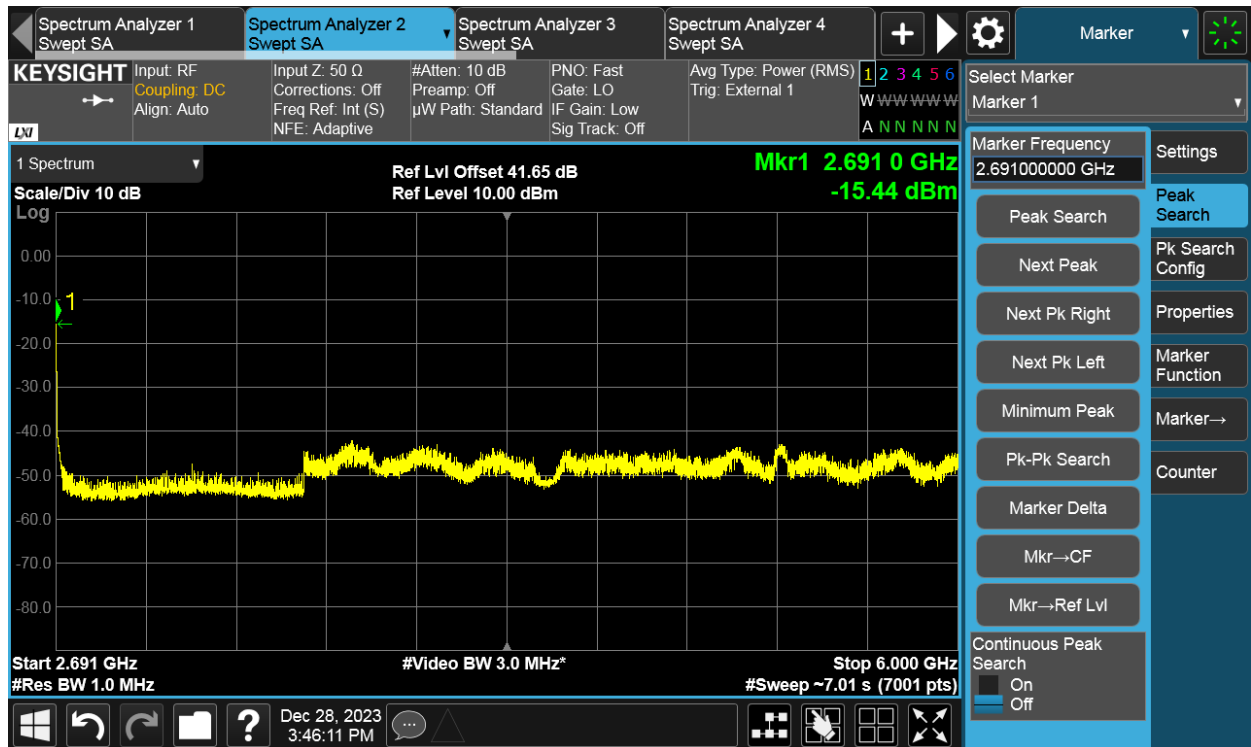 Spectrum Analyzer 1
Swept SA
Spectrum Analyzer 2
Swept SA
Spectrum Analyzer 3
Swept SA
Spectrum Analyzer 4
Swept SA
+
Marker
KEYSIGHT
LXI
Input: RF
Coupling: DC
Align: Auto
Input Z: 50 Ω
Corrections: Off
Freq Ref: Int (S)
NFE: Adaptive
#Atten: 10 dB
Preamp: Off
µW Path: Standard
PNO: Fast
Gate: LO
IF Gain: Low
Sig Track: Off
Avg Type: Power (RMS)
Trig: External 1
1 2 3 4 5 6
W W W W W W
A N N N N N
Select Marker
Marker 1
1 Spectrum
Scale/Div 10 dB
Log
Ref Lvl Offset 41.65 dB
Ref Level 10.00 dBm
Mkr1 2.691 0 GHz
-15.44 dBm
0.00
-10.0
-20.0
-30.0
-40.0
-50.0
-60.0
-70.0
-80.0
1
Start 2.691 GHz
#Res BW 1.0 MHz
#Video BW 3.0 MHz*
Stop 6.000 GHz
#Sweep ~7.01 s (7001 pts)
Marker Frequency
2.691000000 GHz
Peak Search
Next Peak
Next Pk Right
Next Pk Left
Minimum Peak
Pk-Pk Search
Marker Delta
Mkr→CF
Mkr→Ref Lvl
Continuous Peak
Search
On
Off
Settings
Peak
Search
Pk Search
Config
Properties
Marker
Function
Marker→
Counter
?
Dec 28, 2023
3:46:11 PM